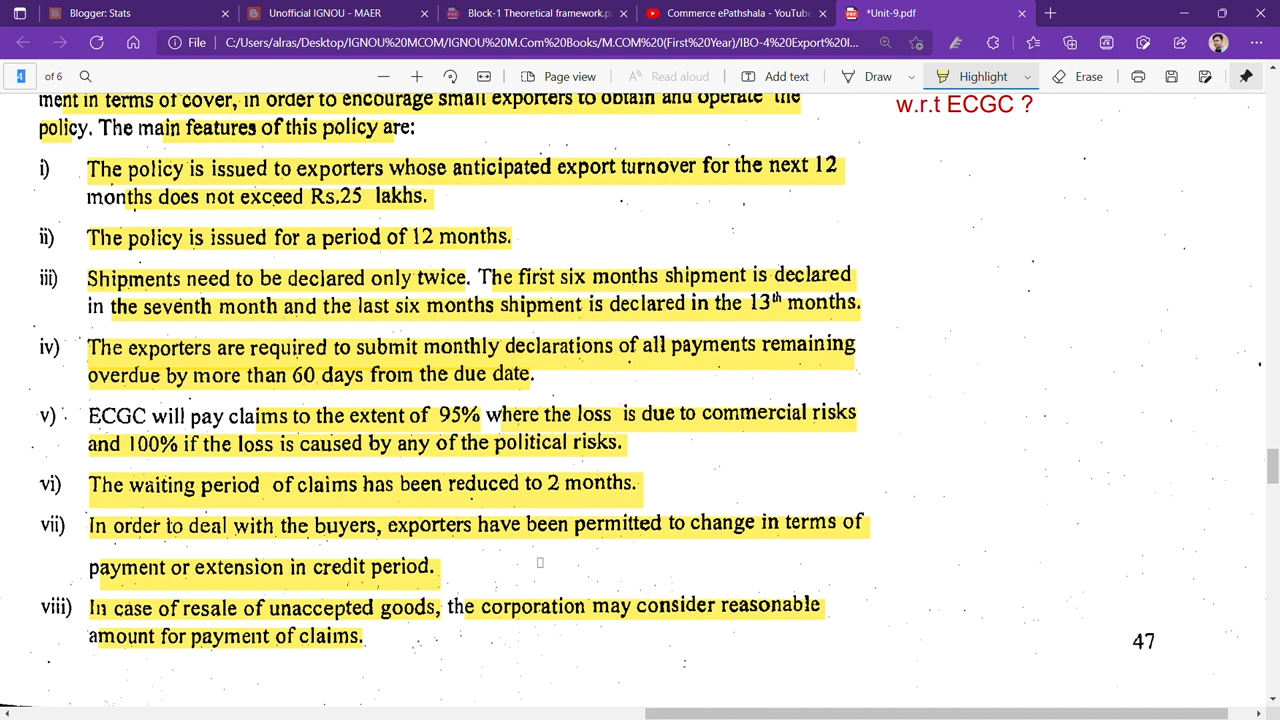 Blogger: Stats
Unofficial IGNOU - MAER
Block-1 Theoretical framework.p
Commerce ePathshala - YouTube
*Unit-9.pdf
File
C:/Users/alras/Desktop/IGNOU%20MCOM/IGNOU%20M.Com%20Books/M.COM%20(First%20Year)/IBO-4%20Export%20I...
4 of 6
Page view
Read aloud
Add text
Draw
Highlight
Erase
ment in terms of cover, in order to encourage small exporters to obtain and operate the
w.r.t ECGC ?
policy. The main features of this policy are:
i) The policy is issued to exporters whose anticipated export turnover for the next 12
months does not exceed Rs.25 lakhs.
ii) The policy is issued for a period of 12 months.
iii) Shipments need to be declared only twice. The first six months shipment is declared
in the seventh month and the last six months shipment is declared in the 13th months.
iv) The exporters are required to submit monthly declarations of all payments remaining
overdue by more than 60 days from the due date.
v) ECGC will pay claims to the extent of 95% where the loss is due to commercial risks
and 100% if the loss is caused by any of the political risks.
vi) The waiting period of claims has been reduced to 2 months.
vii) In order to deal with the buyers, exporters have been permitted to change in terms of
payment or extension in credit period.
viii) In case of resale of unaccepted goods, the corporation may consider reasonable
amount for payment of claims.
47